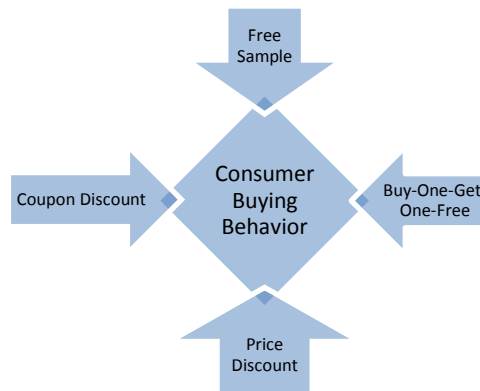 Free
Sample
Coupon Discount
Consumer
Buying
Behavior
Buy-One-Get
One-Free
Price
Discount